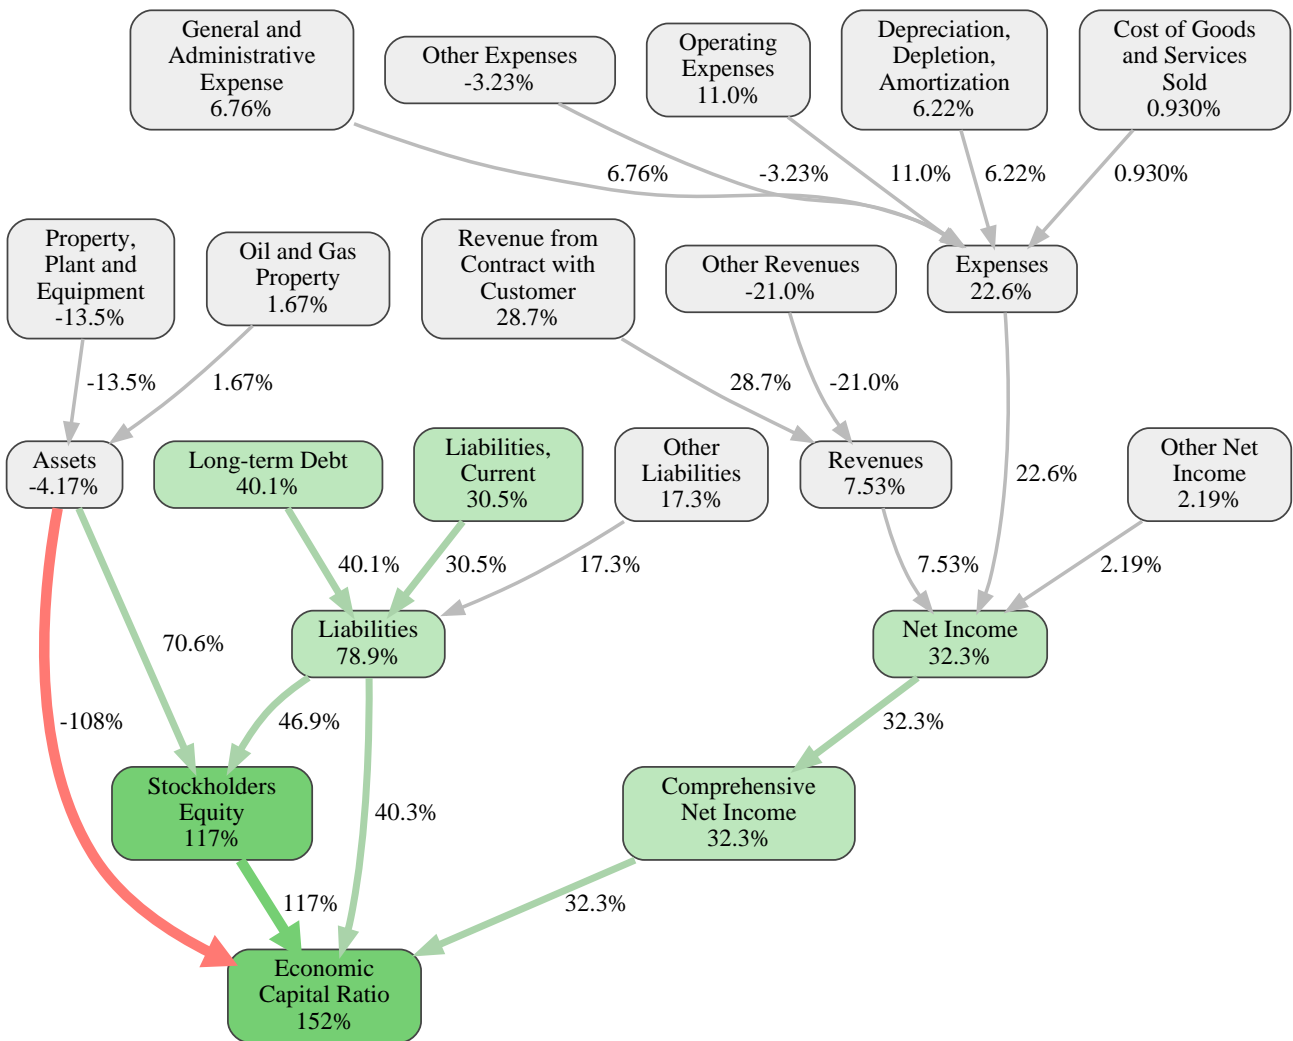 General and
Administrative
Expense
6.76%
Other Expenses
-3.23%
Operating
Expenses
11.0%
Depreciation,
Depletion,
Amortization
6.22%
Cost of Goods
and Services
Sold
0.930%
6.76%
-3.23%
11.0%
6.22%
0.930%
Property,
Plant and
Equipment
-13.5%
Oil and Gas
Property
1.67%
Revenue from
Contract with
Customer
28.7%
Other Revenues
-21.0%
Expenses
22.6%
-13.5%
1.67%
28.7%
-21.0%
Assets
-4.17%
Long-term Debt
40.1%
Liabilities,
Current
30.5%
Other
Liabilities
17.3%
Revenues
7.53%
22.6%
Other Net
Income
2.19%
40.1%
30.5%
17.3%
7.53%
2.19%
70.6%
Liabilities
78.9%
Net Income
32.3%
-108%
46.9%
32.3%
Stockholders
Equity
117%
40.3%
Comprehensive
Net Income
32.3%
117%
32.3%
Economic
Capital Ratio
152%